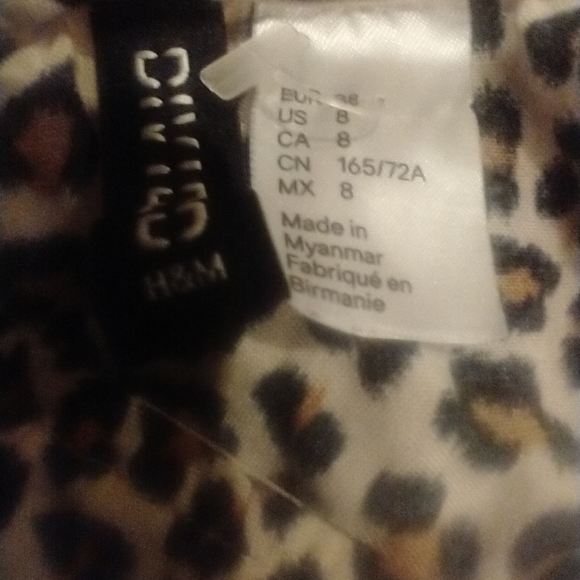 DIVIDED
H&M
EUR 38
US 8
CA 8
CN 165/72A
MX 8
Made in
Myanmar
Fabriqué en
Birmanie